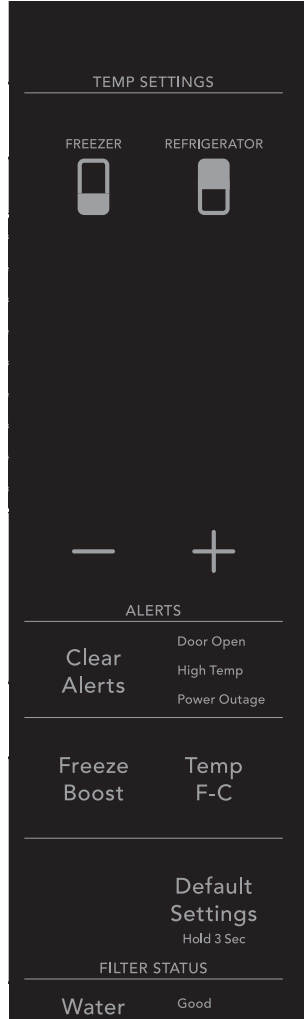 TEMP SETTINGS
FREEZER REFRIGERATOR
ALERTS
Clear
Alerts
Door Open
High Temp
Power Outage
Freeze
Boost
Temp
F-C
Default
Settings
Hold 3 Sec
FILTER STATUS
Water
Good